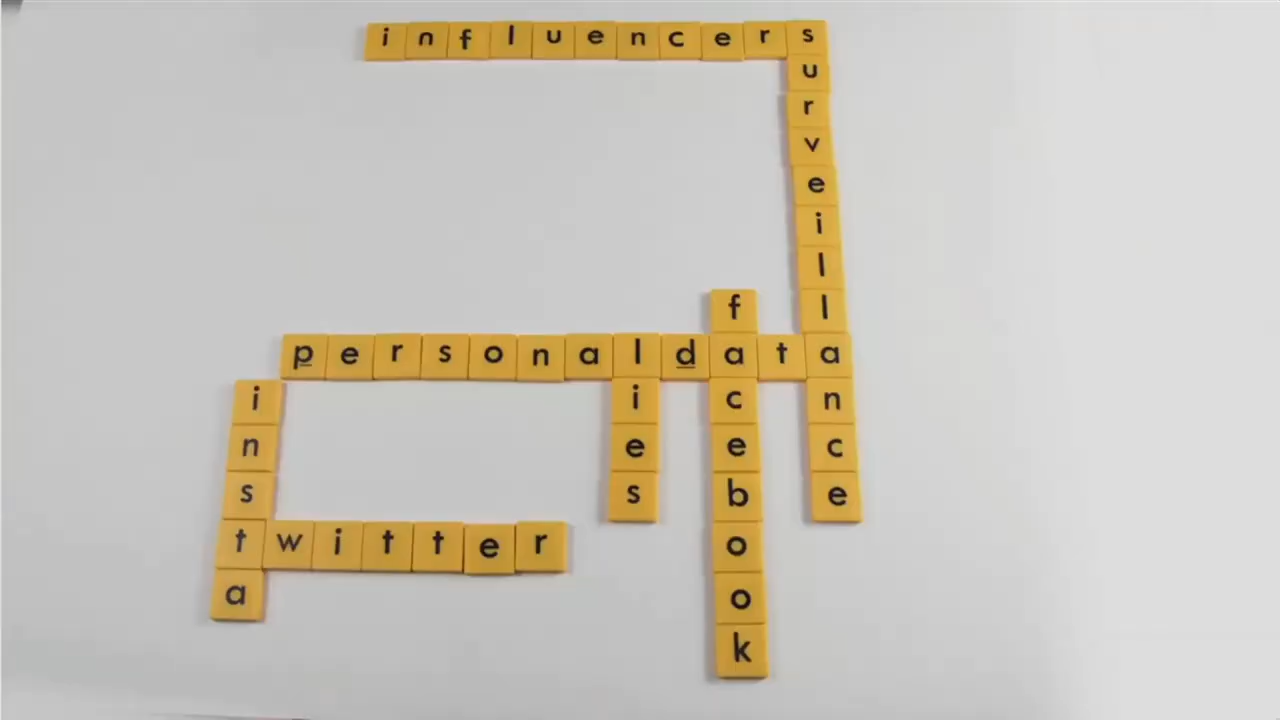 influencers
surveillance
facebook
personaldata
lies
insta
twitter